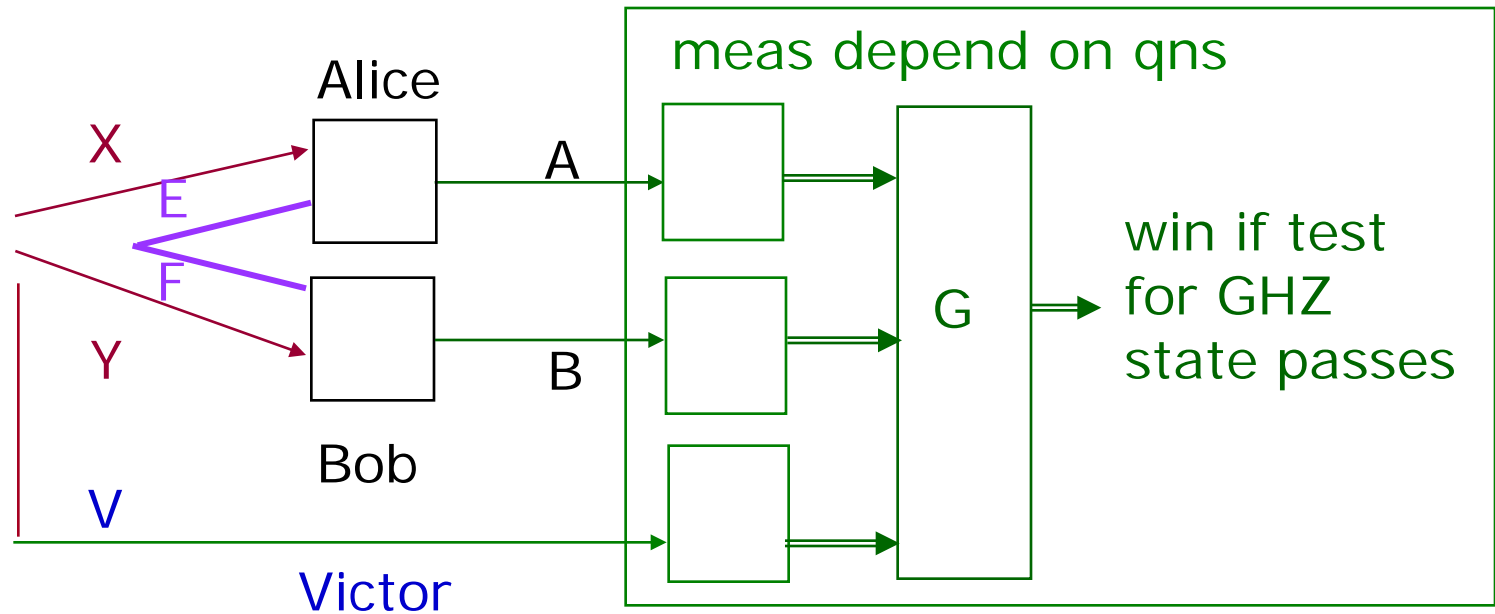 meas depend on qns
Alice
X
A
E
win if test
for GHZ
state passes
F
G
Y
B
Bob
V
Victor